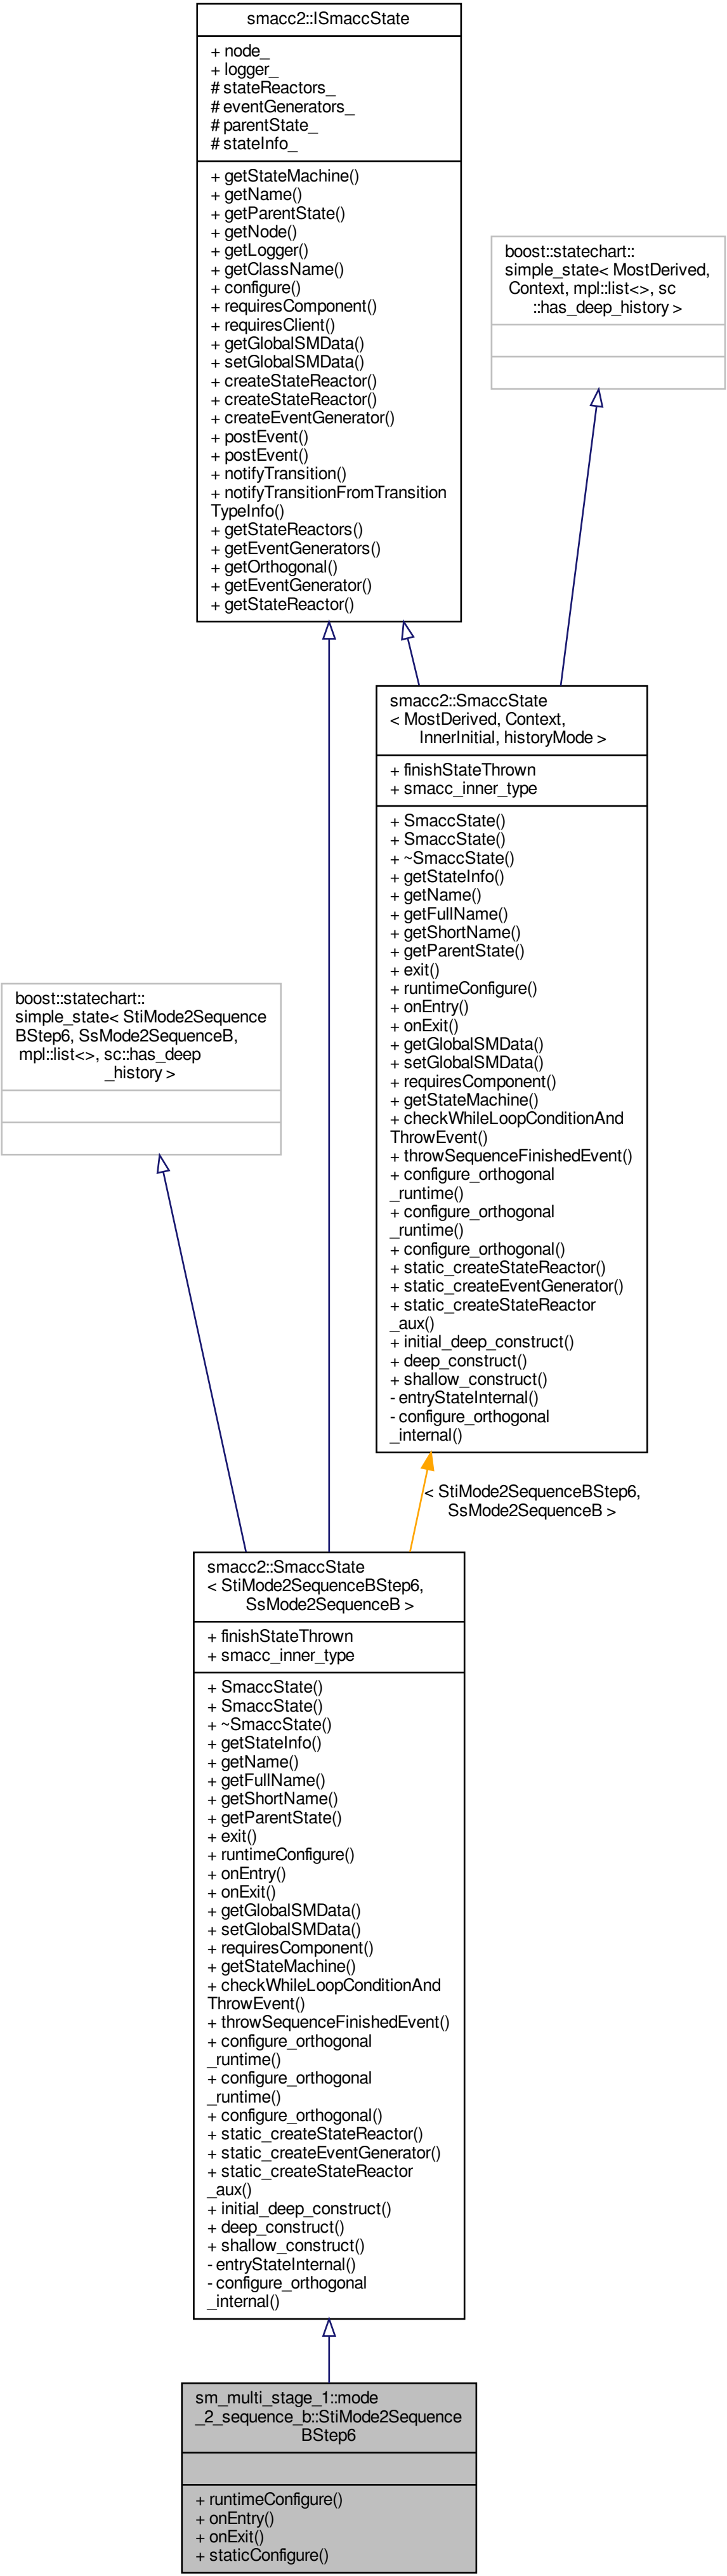 smacc2::ISmaccState
+ node_
+ logger_
# stateReactors_
# eventGenerators_
# parentState_
# stateInfo_
+ getStateMachine()
+ getName()
+ getParentState()
+ getNode()
+ getLogger()
+ getClassName()
+ configure()
+ requiresComponent()
+ requiresClient()
+ getGlobalSMData()
+ setGlobalSMData()
+ createStateReactor()
+ createStateReactor()
+ createEventGenerator()
+ postEvent()
+ postEvent()
+ notifyTransition()
+ notifyTransitionFromTransition
TypeInfo()
+ getStateReactors()
+ getEventGenerators()
+ getOrthogonal()
+ getEventGenerator()
+ getStateReactor()
boost::statechart::
simple_state< MostDerived,
Context, mpl::list<>, sc
::has_deep_history >
smacc2::SmaccState
< MostDerived, Context,
InnerInitial, historyMode >
+ finishStateThrown
+ smacc_inner_type
+ SmaccState()
+ SmaccState()
+ ~SmaccState()
+ getStateInfo()
+ getName()
+ getFullName()
+ getShortName()
+ getParentState()
+ exit()
+ runtimeConfigure()
+ onEntry()
+ onExit()
+ getGlobalSMData()
+ setGlobalSMData()
+ requiresComponent()
+ getStateMachine()
+ checkWhileLoopConditionAnd
ThrowEvent()
+ throwSequenceFinishedEvent()
+ configure_orthogonal
_runtime()
+ configure_orthogonal
_runtime()
+ configure_orthogonal()
+ static_createStateReactor()
+ static_createEventGenerator()
+ static_createStateReactor
_aux()
+ initial_deep_construct()
+ deep_construct()
+ shallow_construct()
- entryStateInternal()
- configure_orthogonal
_internal()
boost::statechart::
simple_state< StiMode2Sequence
BStep6, SsMode2SequenceB,
mpl::list<>, sc::has_deep
_history >
< StiMode2SequenceBStep6,
SsMode2SequenceB >
smacc2::SmaccState
< StiMode2SequenceBStep6,
SsMode2SequenceB >
+ finishStateThrown
+ smacc_inner_type
+ SmaccState()
+ SmaccState()
+ ~SmaccState()
+ getStateInfo()
+ getName()
+ getFullName()
+ getShortName()
+ getParentState()
+ exit()
+ runtimeConfigure()
+ onEntry()
+ onExit()
+ getGlobalSMData()
+ setGlobalSMData()
+ requiresComponent()
+ getStateMachine()
+ checkWhileLoopConditionAnd
ThrowEvent()
+ throwSequenceFinishedEvent()
+ configure_orthogonal
_runtime()
+ configure_orthogonal
_runtime()
+ configure_orthogonal()
+ static_createStateReactor()
+ static_createEventGenerator()
+ static_createStateReactor
_aux()
+ initial_deep_construct()
+ deep_construct()
+ shallow_construct()
- entryStateInternal()
- configure_orthogonal
_internal()
sm_multi_stage_1::mode
_2_sequence_b::StiMode2Sequence
BStep6
+ runtimeConfigure()
+ onEntry()
+ onExit()
+ staticConfigure()